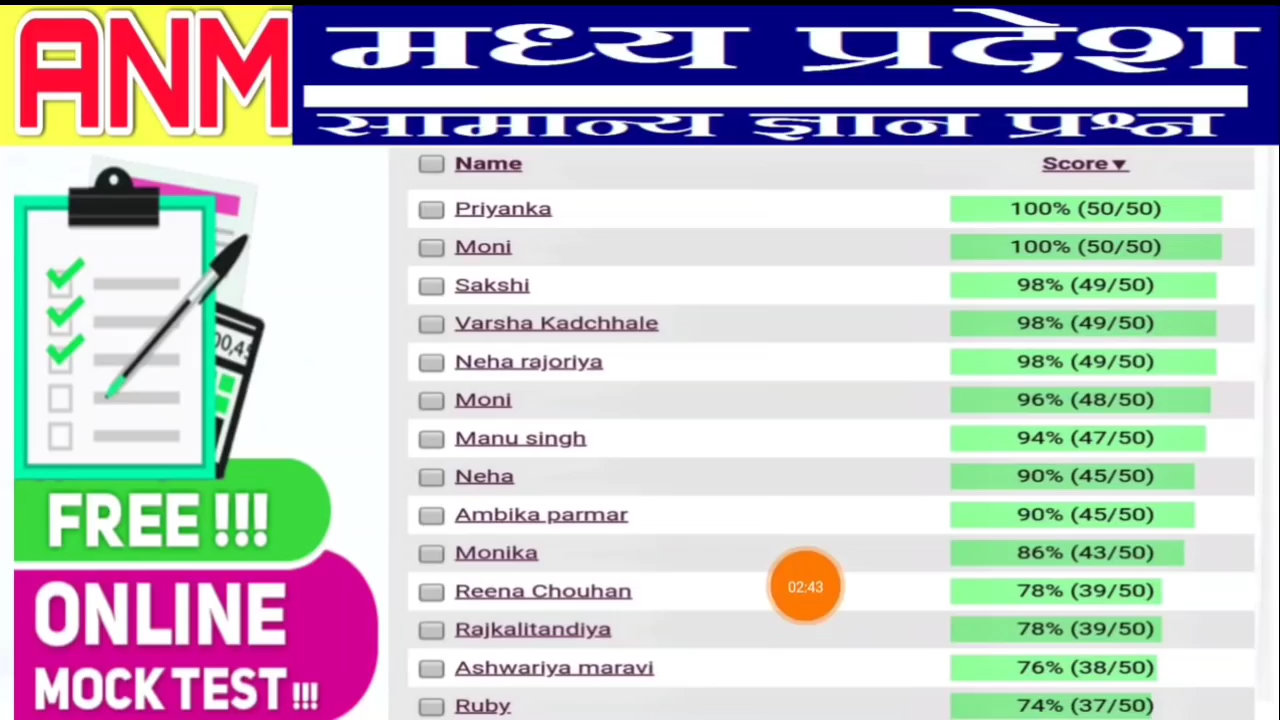 ANM
मध्य प्रदेश
सामान्य ज्ञान प्रश्न
Name Score▼
Priyanka 100% (50/50)
Moni 100% (50/50)
Sakshi 98% (49/50)
Varsha Kadchhale 98% (49/50)
Neha rajoriya 98% (49/50)
Moni 96% (48/50)
Manu singh 94% (47/50)
Neha 90% (45/50)
Ambika parmar 90% (45/50)
Monika 86% (43/50)
Reena Chouhan 78% (39/50)
Rajkalitandiya 78% (39/50)
Ashwariya maravi 76% (38/50)
Ruby 74% (37/50)
02:43
FREE !!!
ONLINE
MOCK TEST !!!